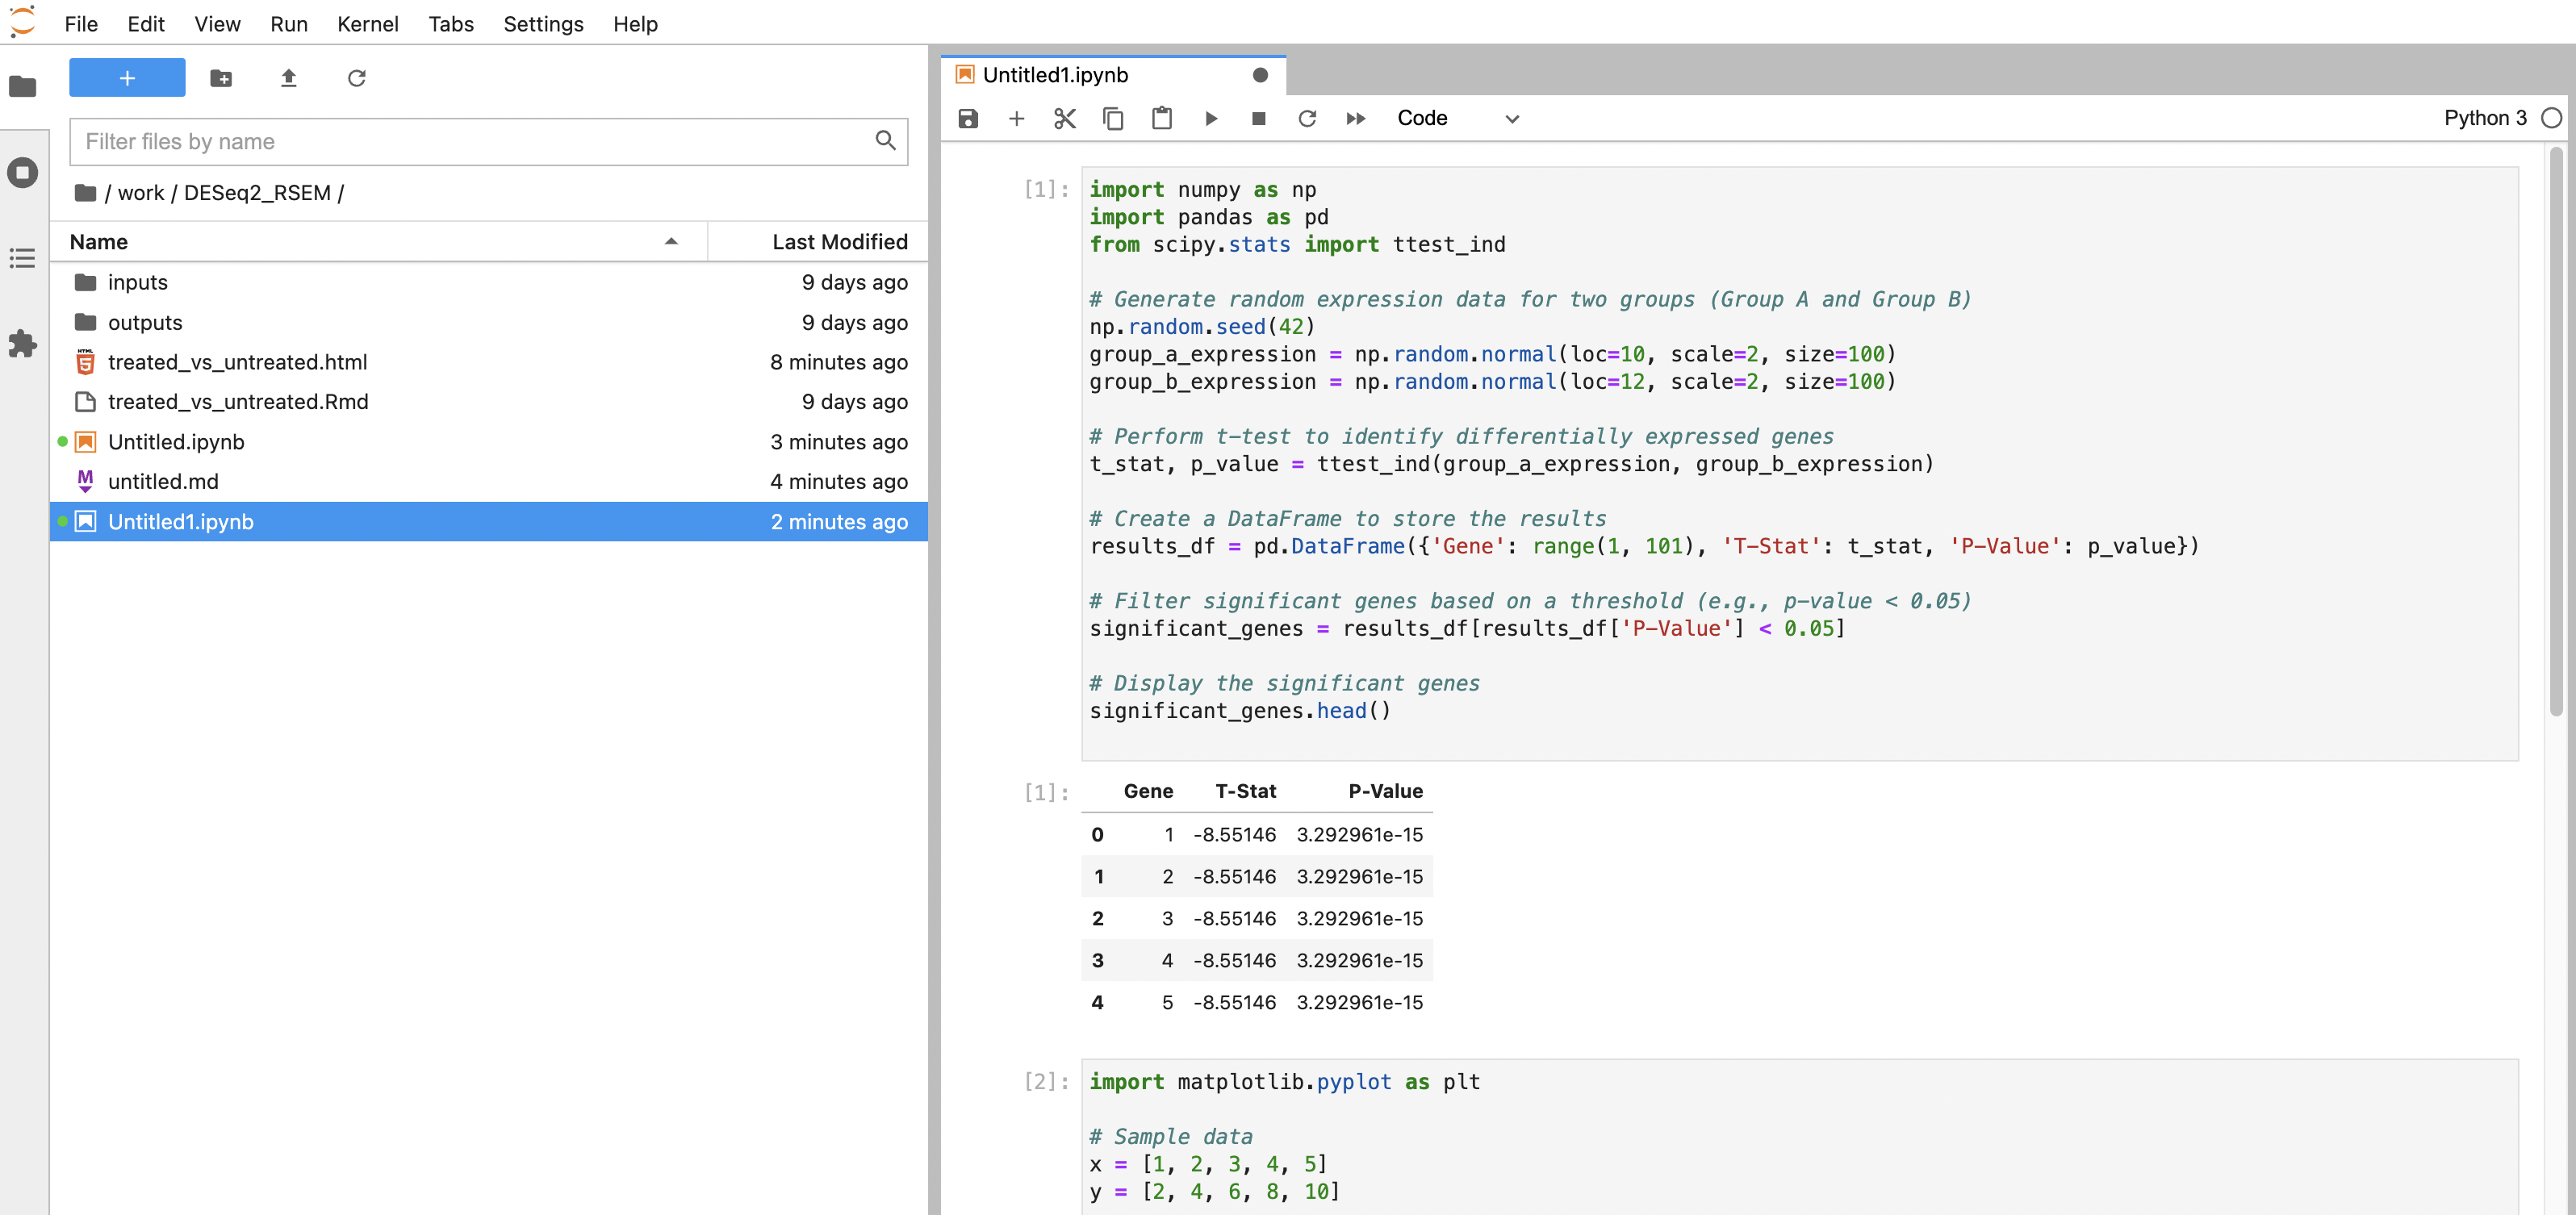 File Edit View Run Kernel Tabs Settings Help
+
Filter files by name
/ work / DESeq2_RSEM /
Name Last Modified
inputs 9 days ago
outputs 9 days ago
treated_vs_untreated.html 8 minutes ago
treated_vs_untreated.Rmd 9 days ago
Untitled.ipynb 3 minutes ago
untitled.md 4 minutes ago
Untitled1.ipynb 2 minutes ago
Untitled1.ipynb
Code Python 3
[1]:
import numpy as np
import pandas as pd
from scipy.stats import ttest_ind
# Generate random expression data for two groups (Group A and Group B)
np.random.seed(42)
group_a_expression = np.random.normal(loc=10, scale=2, size=100)
group_b_expression = np.random.normal(loc=12, scale=2, size=100)
# Perform t-test to identify differentially expressed genes
t_stat, p_value = ttest_ind(group_a_expression, group_b_expression)
# Create a DataFrame to store the results
results_df = pd.DataFrame({'Gene': range(1, 101), 'T-Stat': t_stat, 'P-Value': p_value})
# Filter significant genes based on a threshold (e.g., p-value < 0.05)
significant_genes = results_df[results_df['P-Value'] < 0.05]
# Display the significant genes
significant_genes.head()
[1]:
Gene T-Stat P-Value
0 1 -8.55146 3.292961e-15
1 2 -8.55146 3.292961e-15
2 3 -8.55146 3.292961e-15
3 4 -8.55146 3.292961e-15
4 5 -8.55146 3.292961e-15
[2]:
import matplotlib.pyplot as plt
# Sample data
x = [1, 2, 3, 4, 5]
y = [2, 4, 6, 8, 10]